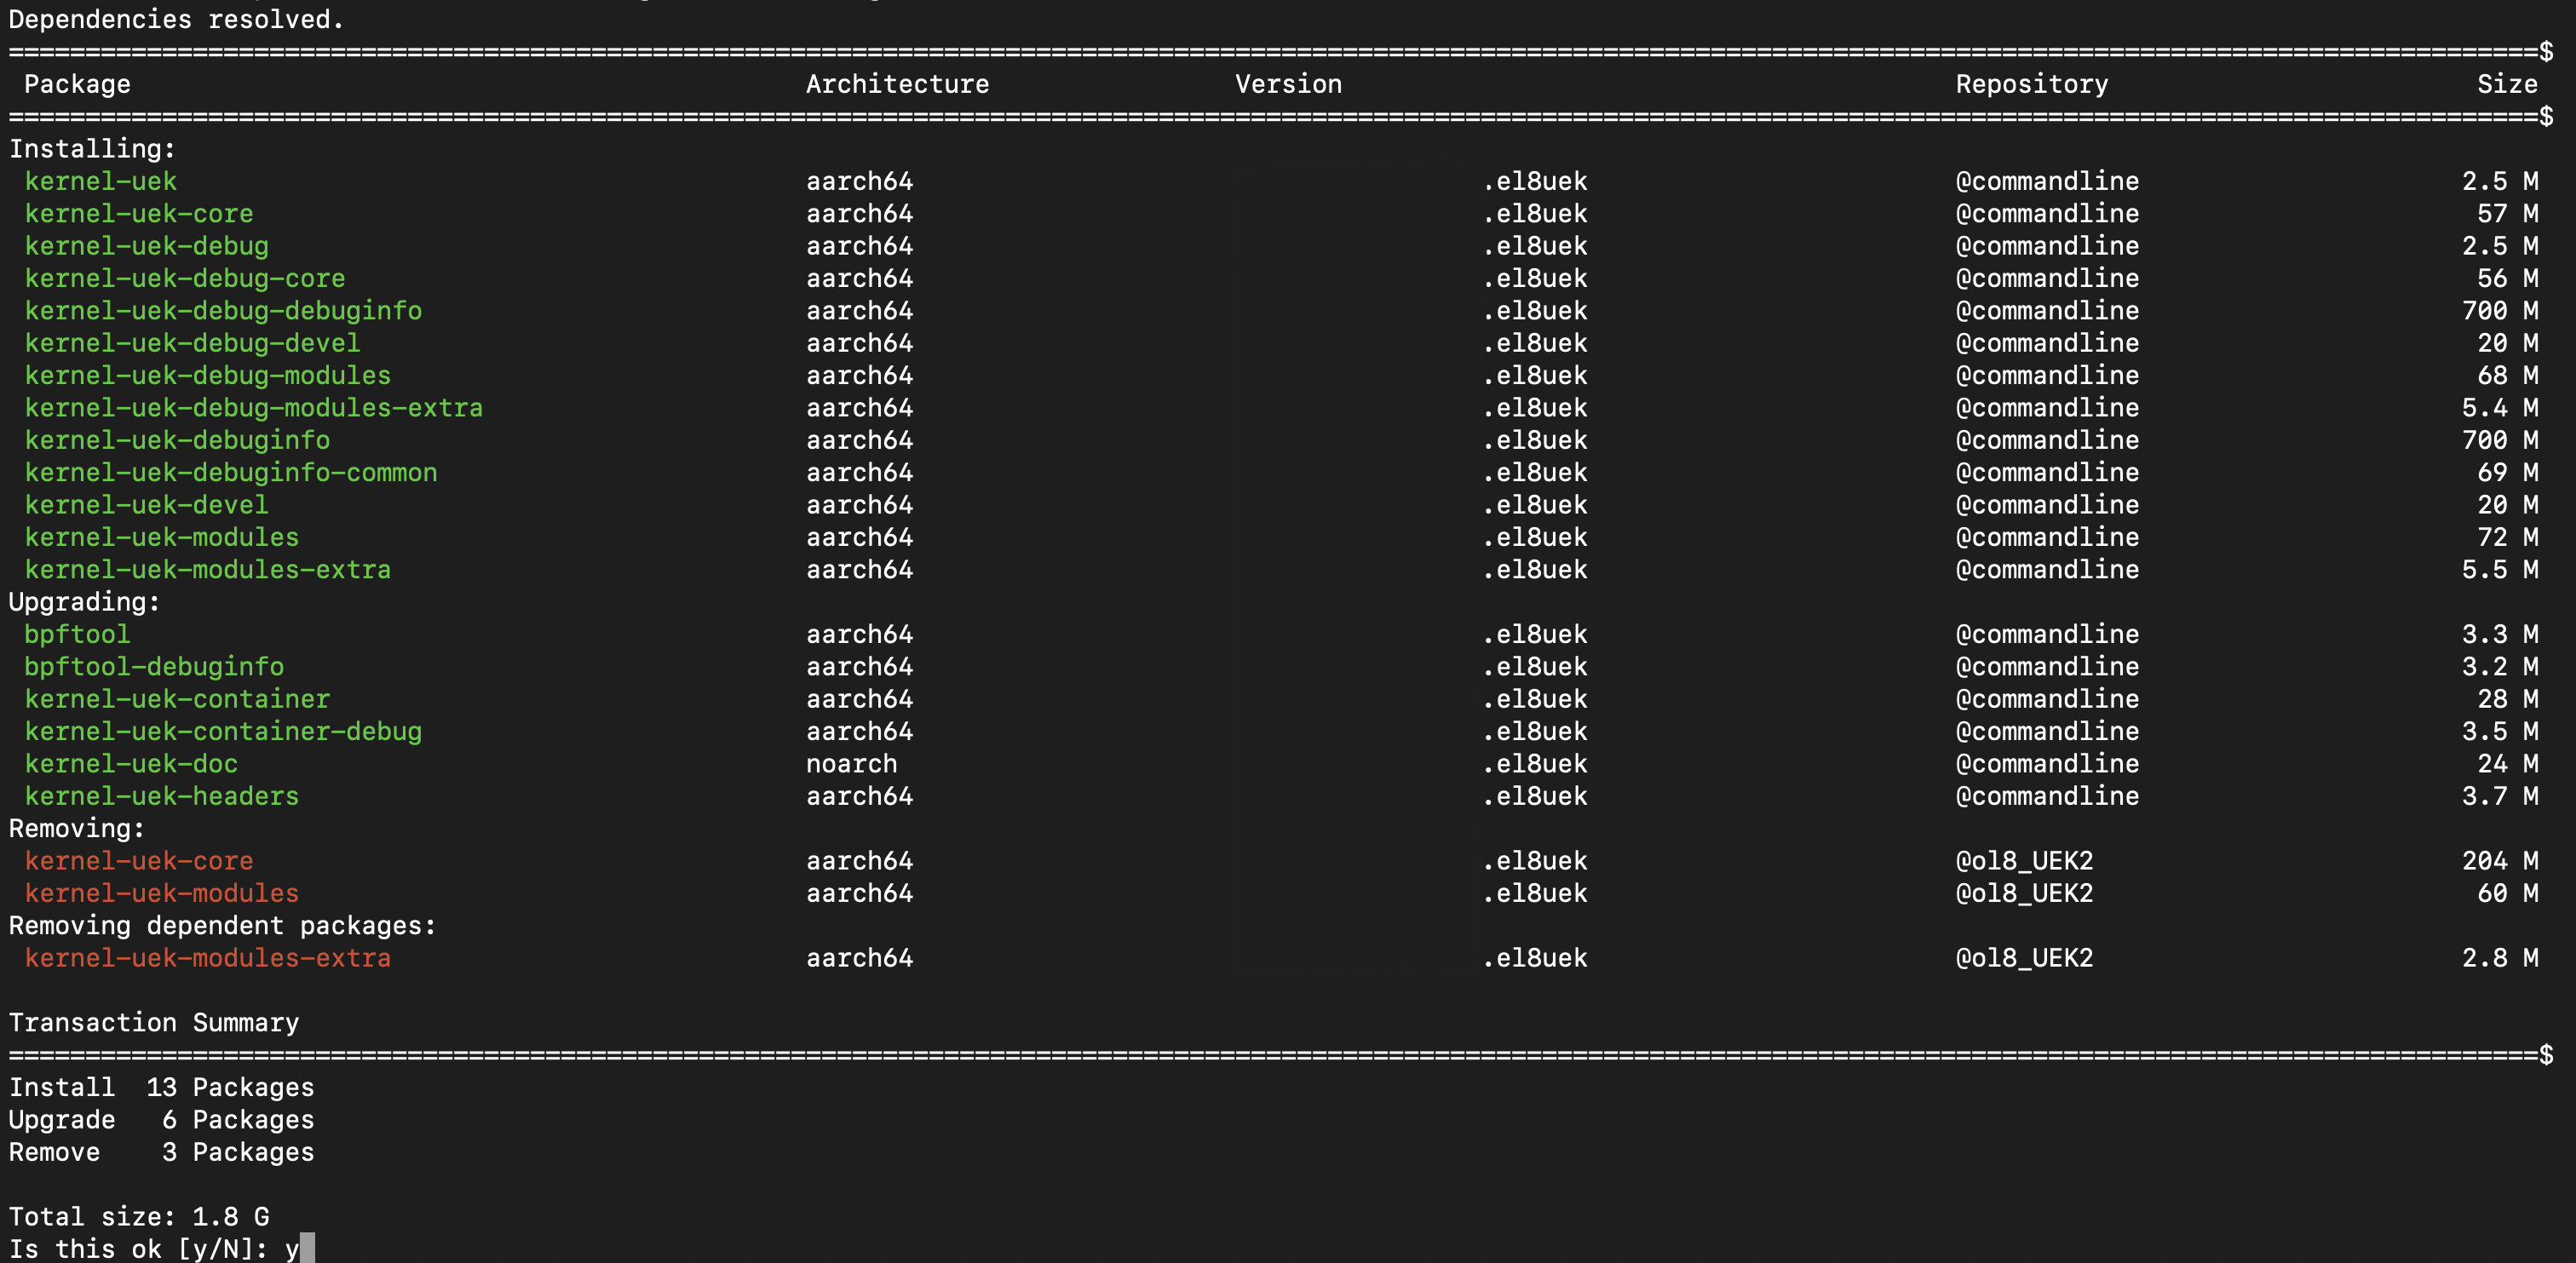 Dependencies resolved.
======================================================================================================================================================================$
Package Architecture Version Repository Size
======================================================================================================================================================================$
Installing:
kernel-uek aarch64 .el8uek @commandline 2.5 M
kernel-uek-core aarch64 .el8uek @commandline 57 M
kernel-uek-debug aarch64 .el8uek @commandline 2.5 M
kernel-uek-debug-core aarch64 .el8uek @commandline 56 M
kernel-uek-debug-debuginfo aarch64 .el8uek @commandline 700 M
kernel-uek-debug-devel aarch64 .el8uek @commandline 20 M
kernel-uek-debug-modules aarch64 .el8uek @commandline 68 M
kernel-uek-debug-modules-extra aarch64 .el8uek @commandline 5.4 M
kernel-uek-debuginfo aarch64 .el8uek @commandline 700 M
kernel-uek-debuginfo-common aarch64 .el8uek @commandline 69 M
kernel-uek-devel aarch64 .el8uek @commandline 20 M
kernel-uek-modules aarch64 .el8uek @commandline 72 M
kernel-uek-modules-extra aarch64 .el8uek @commandline 5.5 M
Upgrading:
bpftool aarch64 .el8uek @commandline 3.3 M
bpftool-debuginfo aarch64 .el8uek @commandline 3.2 M
kernel-uek-container aarch64 .el8uek @commandline 28 M
kernel-uek-container-debug aarch64 .el8uek @commandline 3.5 M
kernel-uek-doc noarch .el8uek @commandline 24 M
kernel-uek-headers aarch64 .el8uek @commandline 3.7 M
Removing:
kernel-uek-core aarch64 .el8uek @ol8_UEK2 204 M
kernel-uek-modules aarch64 .el8uek @ol8_UEK2 60 M
Removing dependent packages:
kernel-uek-modules-extra aarch64 .el8uek @ol8_UEK2 2.8 M
Transaction Summary
======================================================================================================================================================================$
Install 13 Packages
Upgrade 6 Packages
Remove 3 Packages
Total size: 1.8 G
Is this ok [y/N]: y